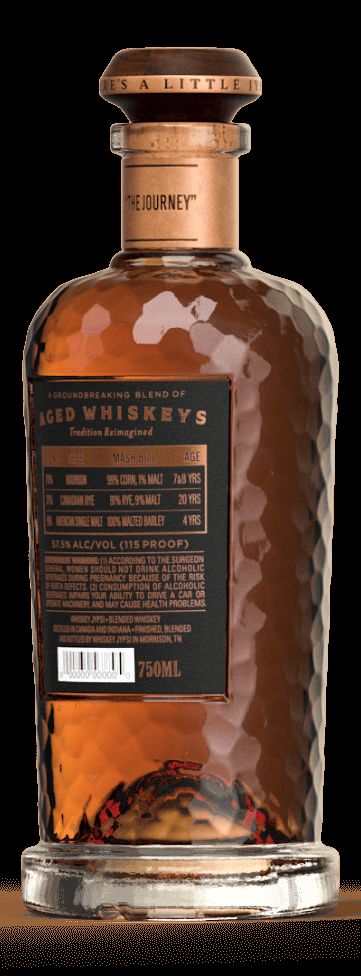 RE'S A LITTLE JY
"THE JOURNEY"
A GROUNDBREAKING BLEND OF
AGED WHISKEYS
Tradition Reimagined
MASH BILL AGE
BOURBON 99% CORN, 1% MALT 7&8 YRS
CANADIAN RYE 91% RYE, 9% MALT 20 YRS
AMERICAN SINGLE MALT 100% MALTED BARLEY 4 YRS
57.5% ALC/VOL (115 PROOF)
GOVERNMENT WARNING: (1) ACCORDING TO THE SURGEON
GENERAL, WOMEN SHOULD NOT DRINK ALCOHOLIC
BEVERAGES DURING PREGNANCY BECAUSE OF THE RISK
OF BIRTH DEFECTS. (2) CONSUMPTION OF ALCOHOLIC
BEVERAGES IMPAIRS YOUR ABILITY TO DRIVE A CAR OR
OPERATE MACHINERY, AND MAY CAUSE HEALTH PROBLEMS.
WHISKEY JYPSI • BLENDED WHISKEY
DISTILLED IN CANADA AND INDIANA • FINISHED, BLENDED
AND BOTTLED BY WHISKEY JYPSI IN MORRISON, TN
750ML